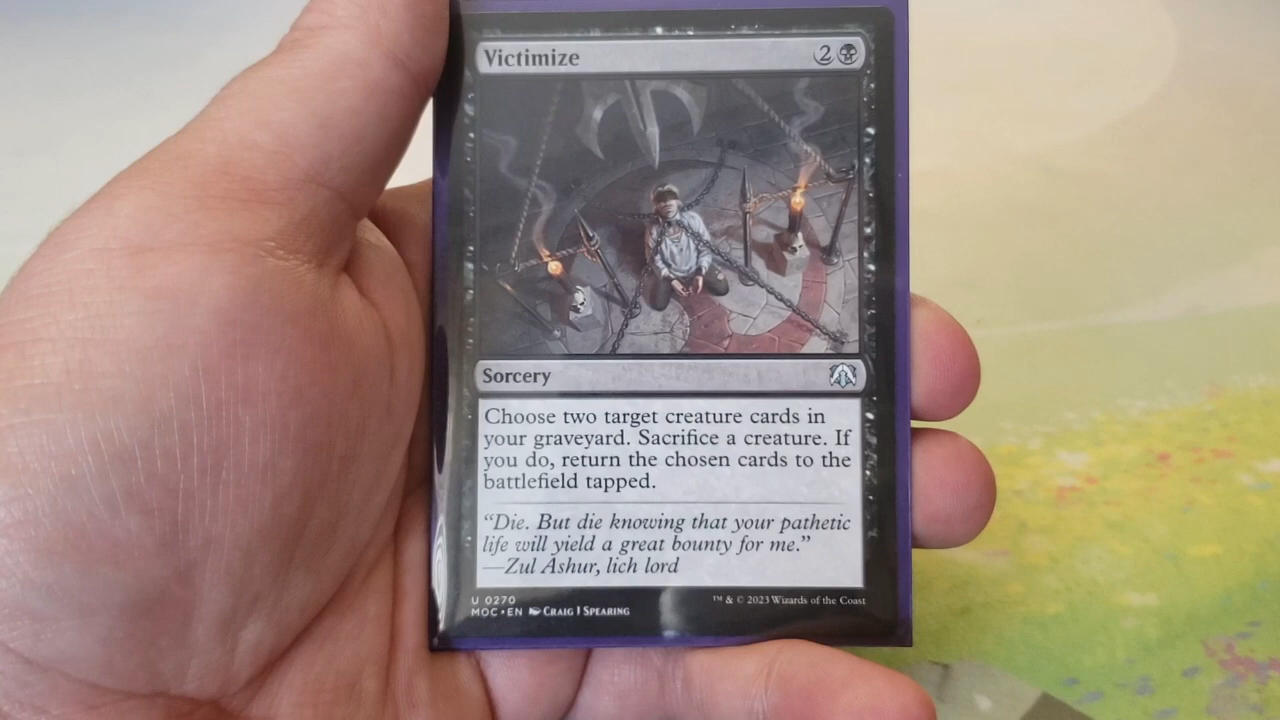 Victimize 2
Sorcery
Choose two target creature cards in
your graveyard. Sacrifice a creature. If
you do, return the chosen cards to the
battlefield tapped.
“Die. But die knowing that your pathetic
life will yield a great bounty for me.”
—Zul Ashur, lich lord
U 0270
MOC • EN Craig J Spearing
™ & © 2023 Wizards of the Coast